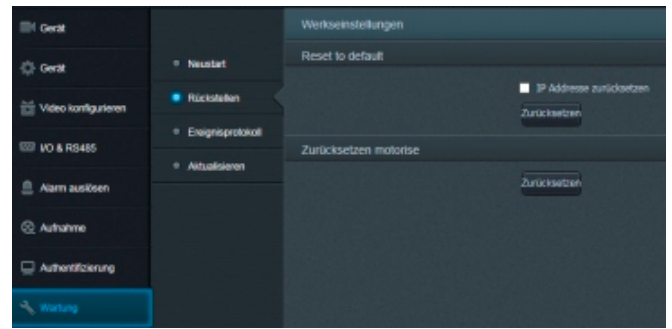 Gerät
Gerät
Video konfigurieren
I/O & RS485
Alarm auslösen
Aufnahme
Authentifizierung
Wartung
Neustart
Rückstellen
Ereignisprotokoll
Aktualisieren
Werkseinstellungen
Reset to default
IP Addresse zurücksetzen
Zurücksetzen
Zurücksetzen motorise
Zurücksetzen